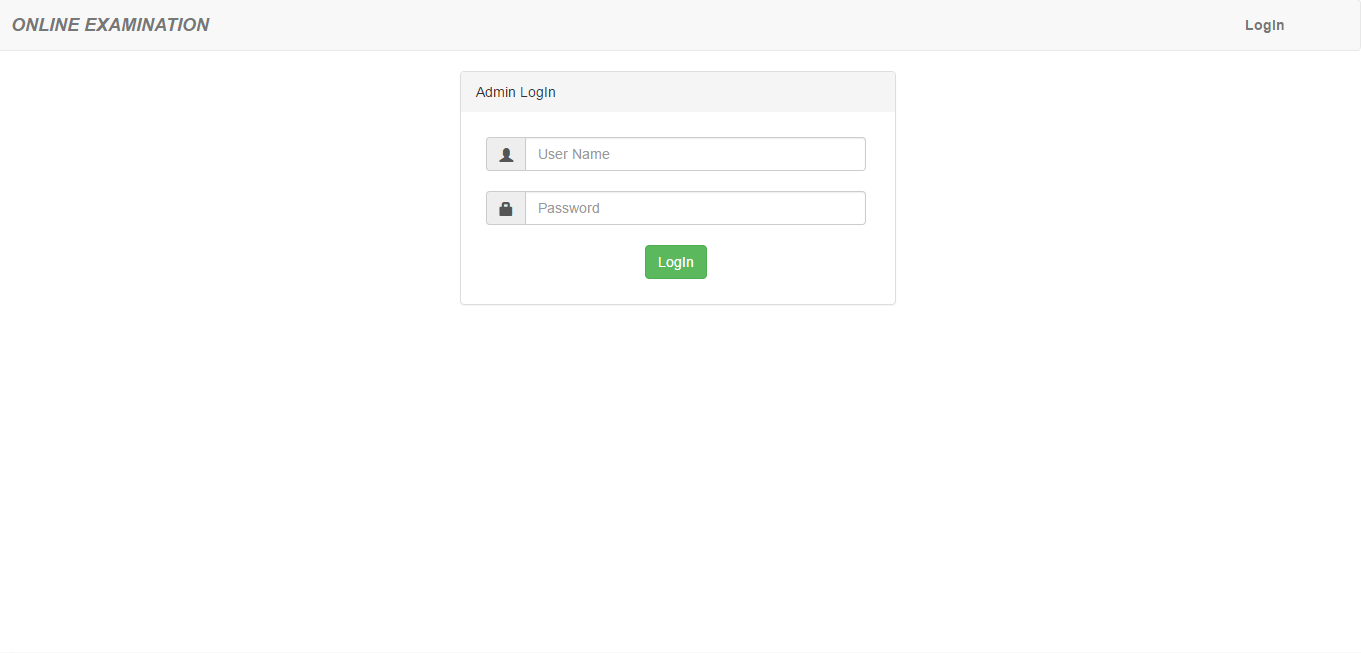 ONLINE EXAMINATION
LogIn
Admin LogIn
User Name
Password
LogIn